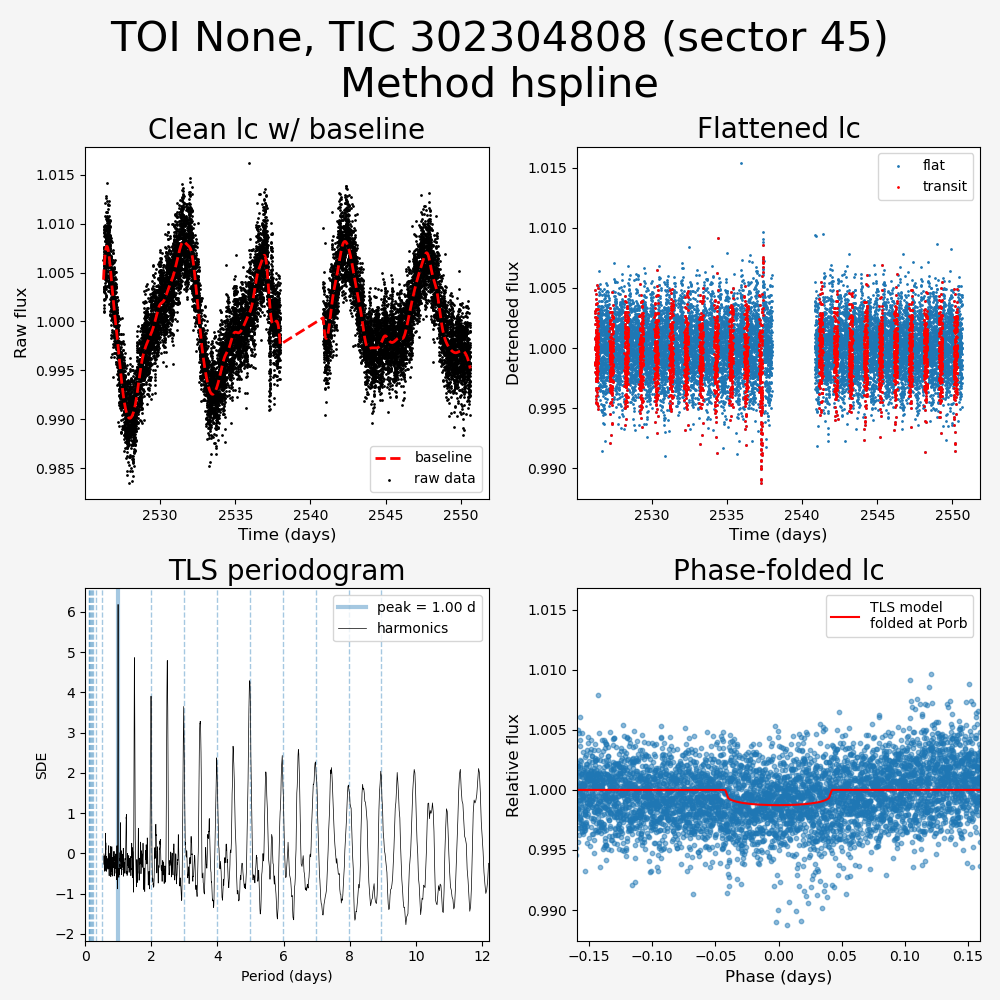 TOI None, TIC 302304808 (sector 45)
Method hspline
Clean lc w/ baseline
Raw flux
1.015
1.010
1.005
1.000
0.995
0.990
0.985
baseline
raw data
2530
2535
2540
2545
2550
Time (days)
Flattened lc
Detrended flux
1.015
1.010
1.005
1.000
0.995
0.990
flat
transit
2530
2535
2540
2545
2550
Time (days)
TLS periodogram
SDE
6
5
4
3
2
1
0
−1
−2
peak = 1.00 d
harmonics
0
2
4
6
8
10
12
Period (days)
Phase-folded lc
Relative flux
1.015
1.010
1.005
1.000
0.995
0.990
TLS model
folded at Porb
−0.15
−0.10
−0.05
0.00
0.05
0.10
0.15
Phase (days)